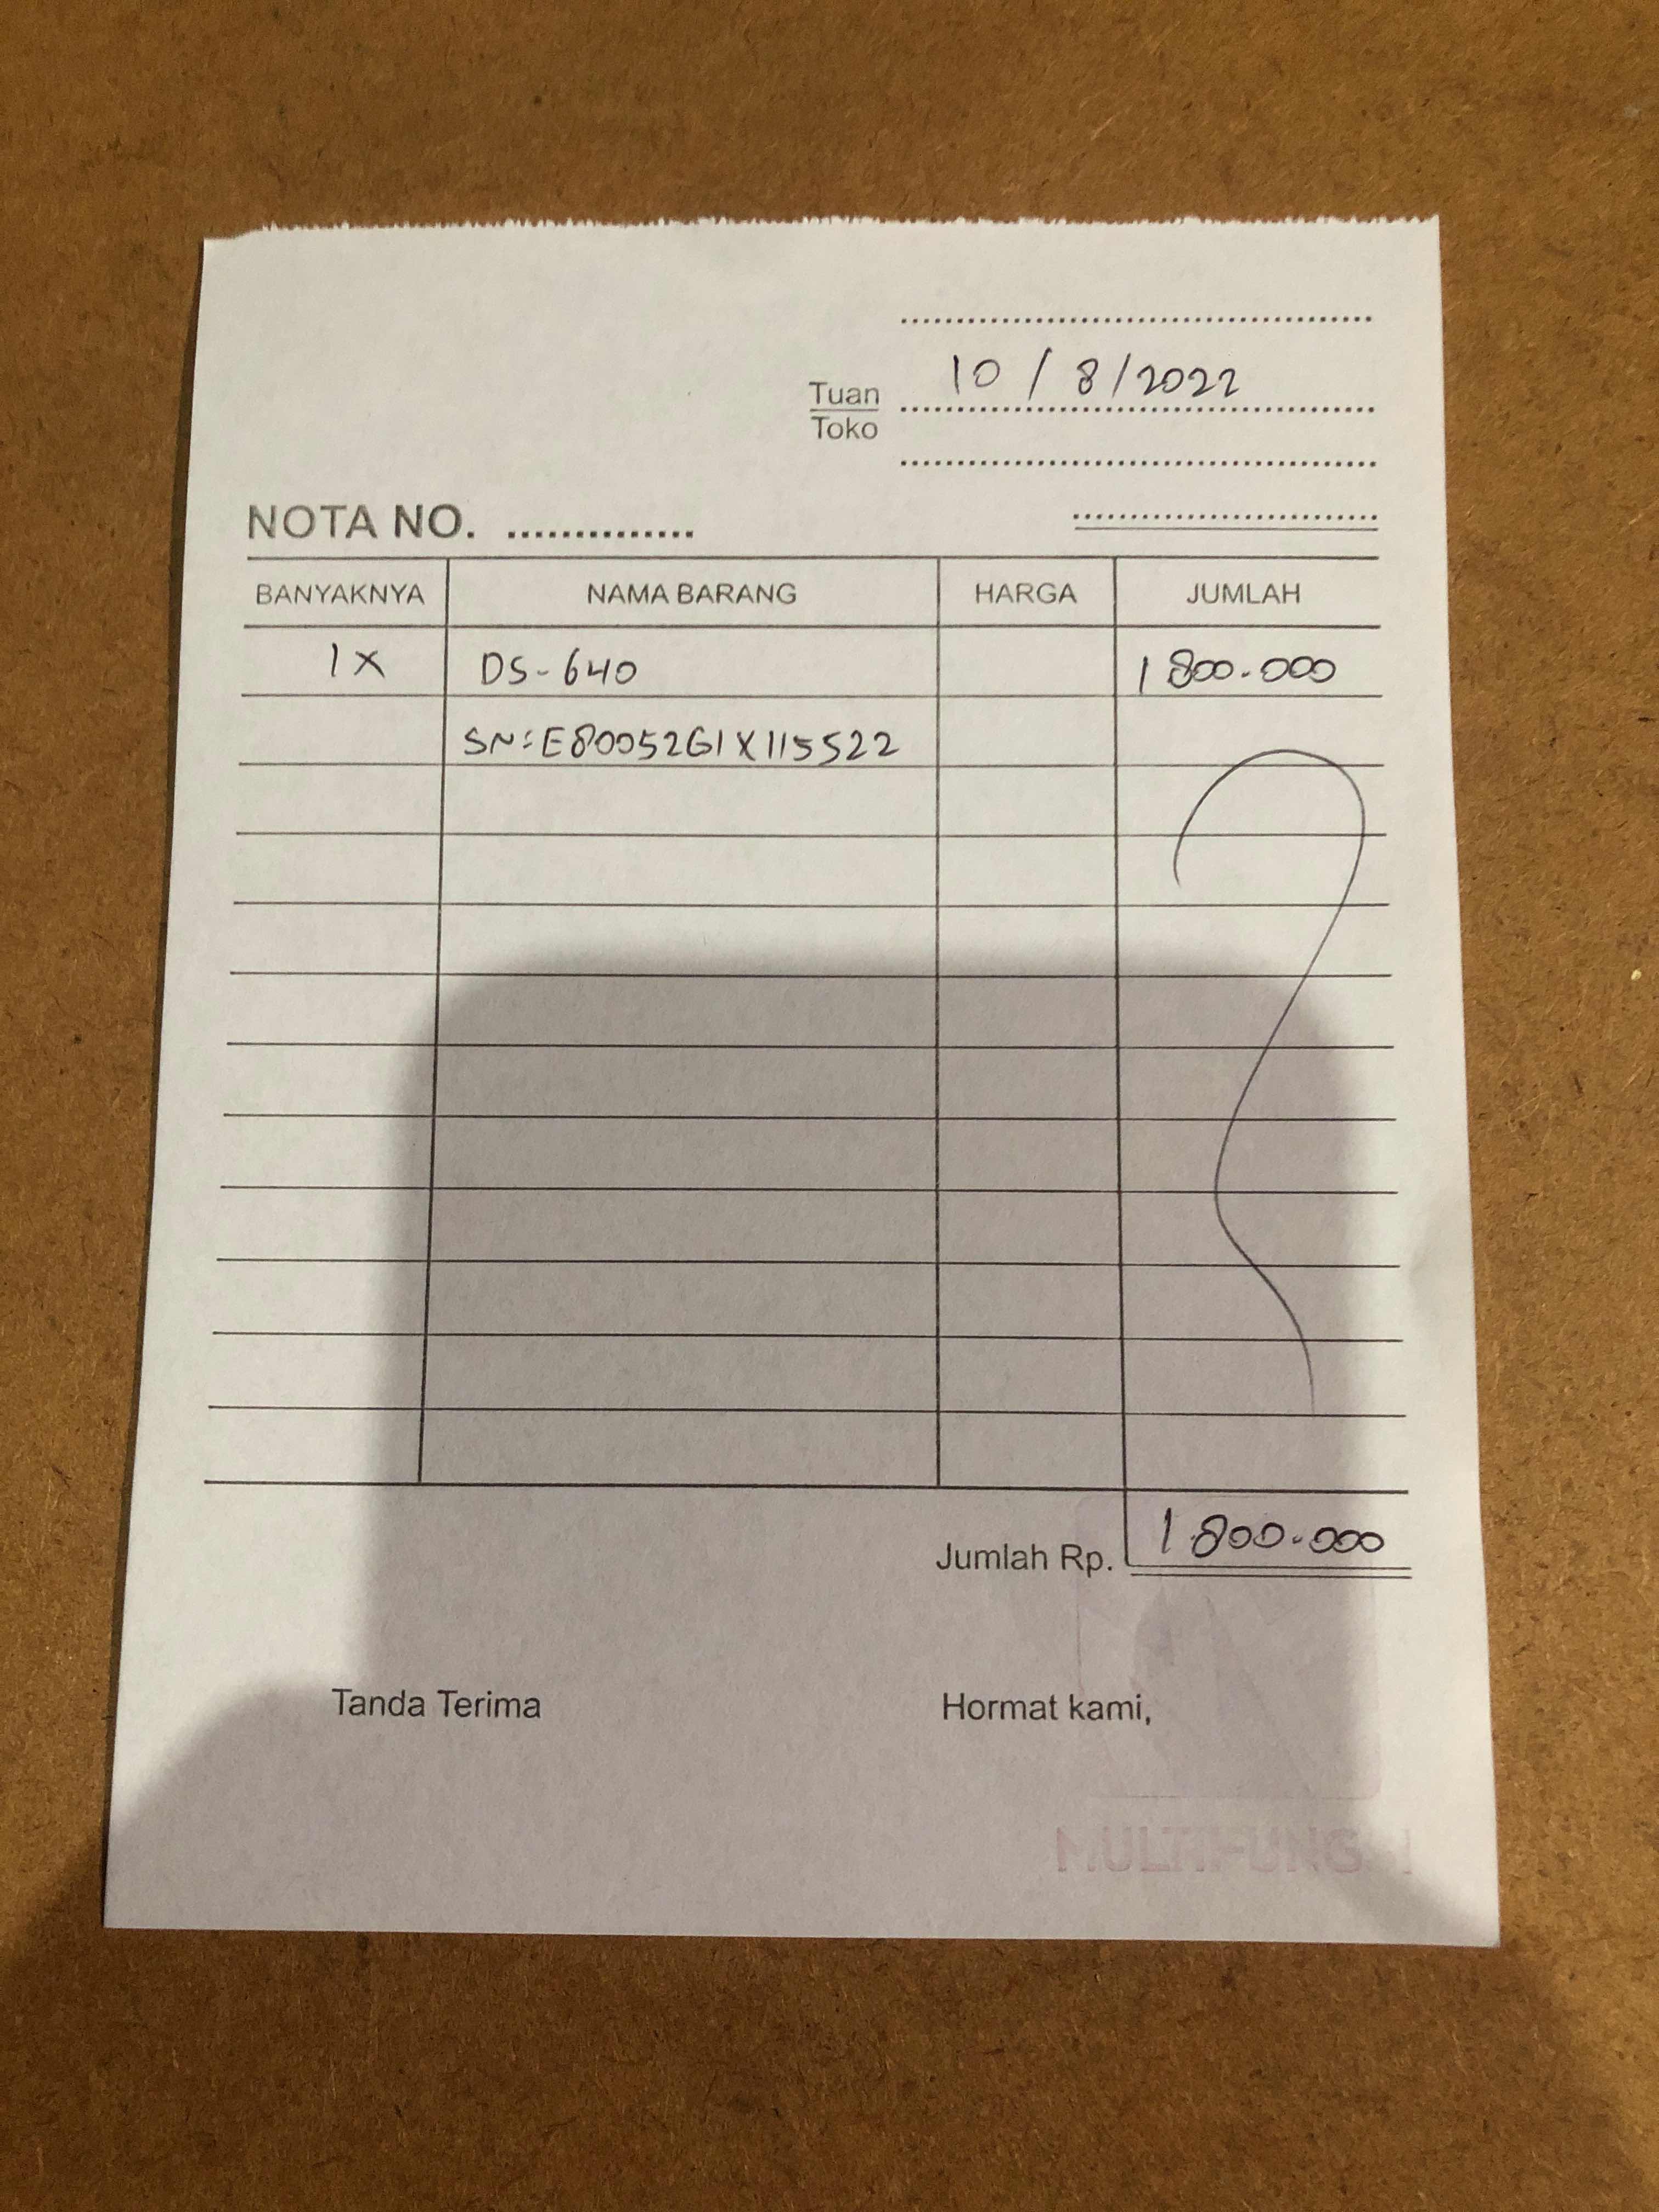 10/8/2022
Tuan
Toko
NOTA NO. ..............
BANYAKNYA NAMA BARANG HARGA JUMLAH
1X DS-640 1 800.000
SN:E80052G1X115522
Jumlah Rp. 1.800.000
Tanda Terima Hormat kami,